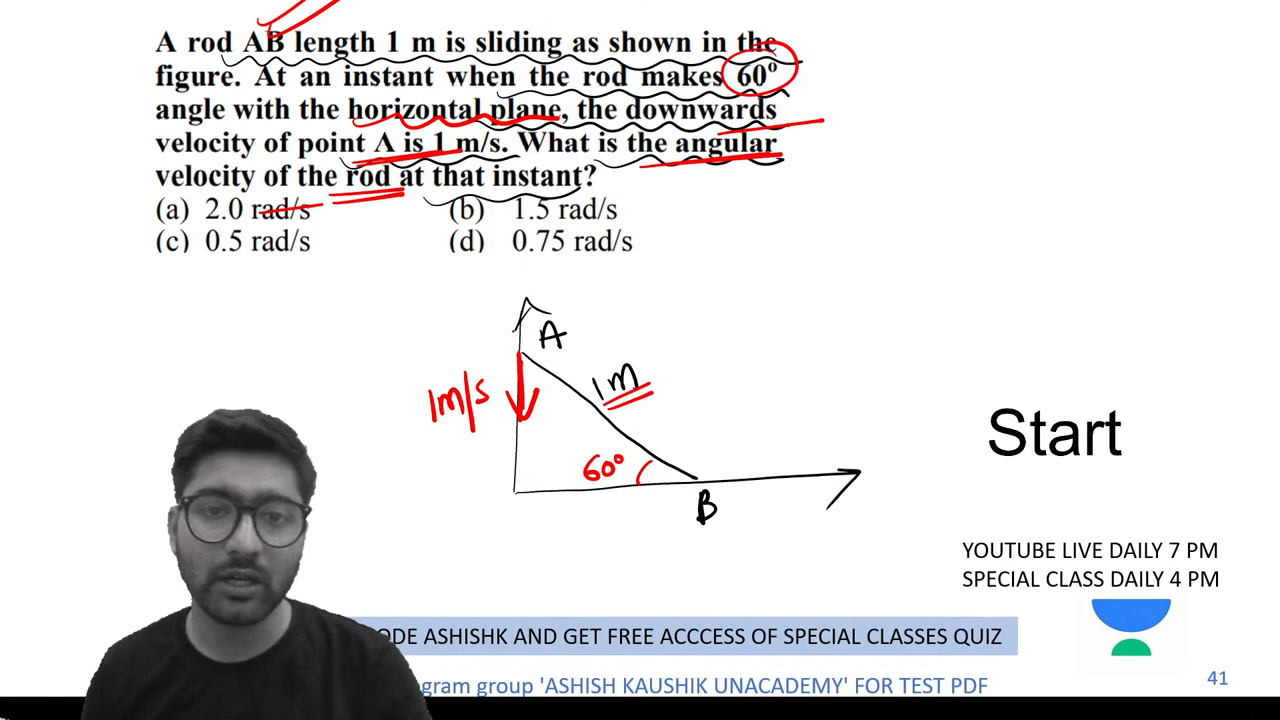 A rod AB length 1 m is sliding as shown in the
figure. At an instant when the rod makes 60°
angle with the horizontal plane, the downwards
velocity of point A is 1 m/s. What is the angular
velocity of the rod at that instant?
(a) 2.0 rad/s (b) 1.5 rad/s
(c) 0.5 rad/s (d) 0.75 rad/s
A
1m/s
1m
60°
B
Start
YOUTUBE LIVE DAILY 7 PM
SPECIAL CLASS DAILY 4 PM
ODE ASHISHK AND GET FREE ACCCESS OF SPECIAL CLASSES QUIZ
gram group 'ASHISH KAUSHIK UNACADEMY' FOR TEST PDF
41